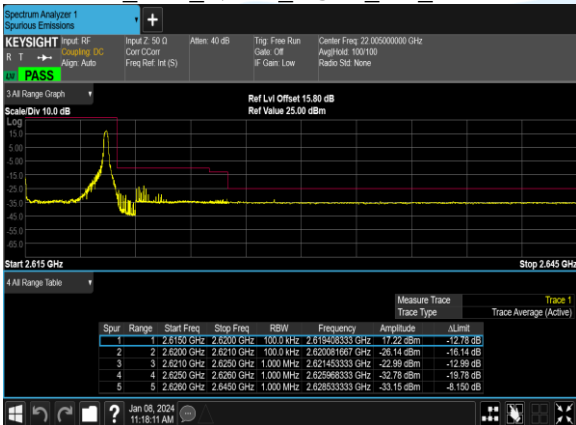 Spectrum Analyzer 1
Spurious Emissions
+
KEYSIGHT Input: RF Input Z: 50 Ω Atten: 40 dB Trig: Free Run Center Freq: 22.005000000 GHz
R T Coupling: DC Corr CCorr Gate: Off Avg|Hold: 100/100
Align: Auto Freq Ref: Int (S) IF Gain: Low Radio Std: None
PASS
3 All Range Graph
Ref Lvl Offset 15.80 dB
Scale/Div 10.0 dB Ref Value 25.00 dBm
Log
15.0
5.00
-5.00
-15.0
-25.0
-35.0
-45.0
-55.0
-65.0
Start 2.615 GHz Stop 2.645 GHz
4 All Range Table
Measure Trace Trace 1
Trace Type Trace Average (Active)
Spur Range Start Freq Stop Freq RBW Frequency Amplitude ΔLimit
1 1 2.6150 GHz 2.6200 GHz 100.0 kHz 2.619408333 GHz 17.22 dBm -12.78 dB
2 2 2.6200 GHz 2.6210 GHz 100.0 kHz 2.620081667 GHz -26.14 dBm -16.14 dB
3 3 2.6210 GHz 2.6250 GHz 1.000 MHz 2.621453333 GHz -22.99 dBm -12.99 dB
4 4 2.6250 GHz 2.6260 GHz 1.000 MHz 2.625968333 GHz -32.78 dBm -19.78 dB
5 5 2.6260 GHz 2.6450 GHz 1.000 MHz 2.628533333 GHz -33.15 dBm -8.150 dB
? Jan 08, 2024
11:18:11 AM